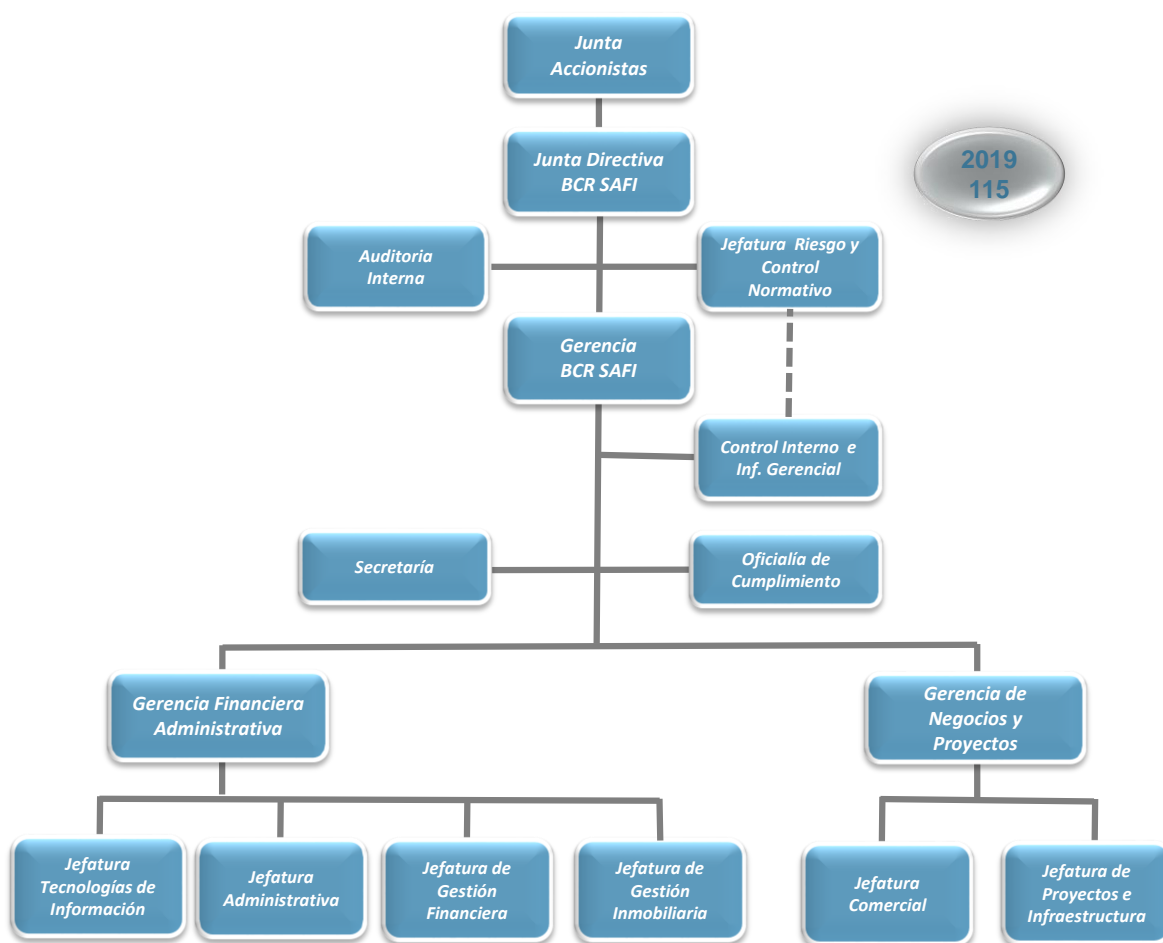 Junta
Accionistas
Junta Directiva
BCR SAFI
2019
115
Auditoria
Interna
Jefatura Riesgo y
Control
Normativo
Gerencia
BCR SAFI
Control Interno e
Inf. Gerencial
Secretaría
Oficialía de
Cumplimiento
Gerencia Financiera
Administrativa
Gerencia de
Negocios y
Proyectos
Jefatura
Tecnologías de
Información
Jefatura
Administrativa
Jefatura de
Gestión
Financiera
Jefatura de
Gestión
Inmobiliaria
Jefatura
Comercial
Jefatura de
Proyectos e
Infraestructura